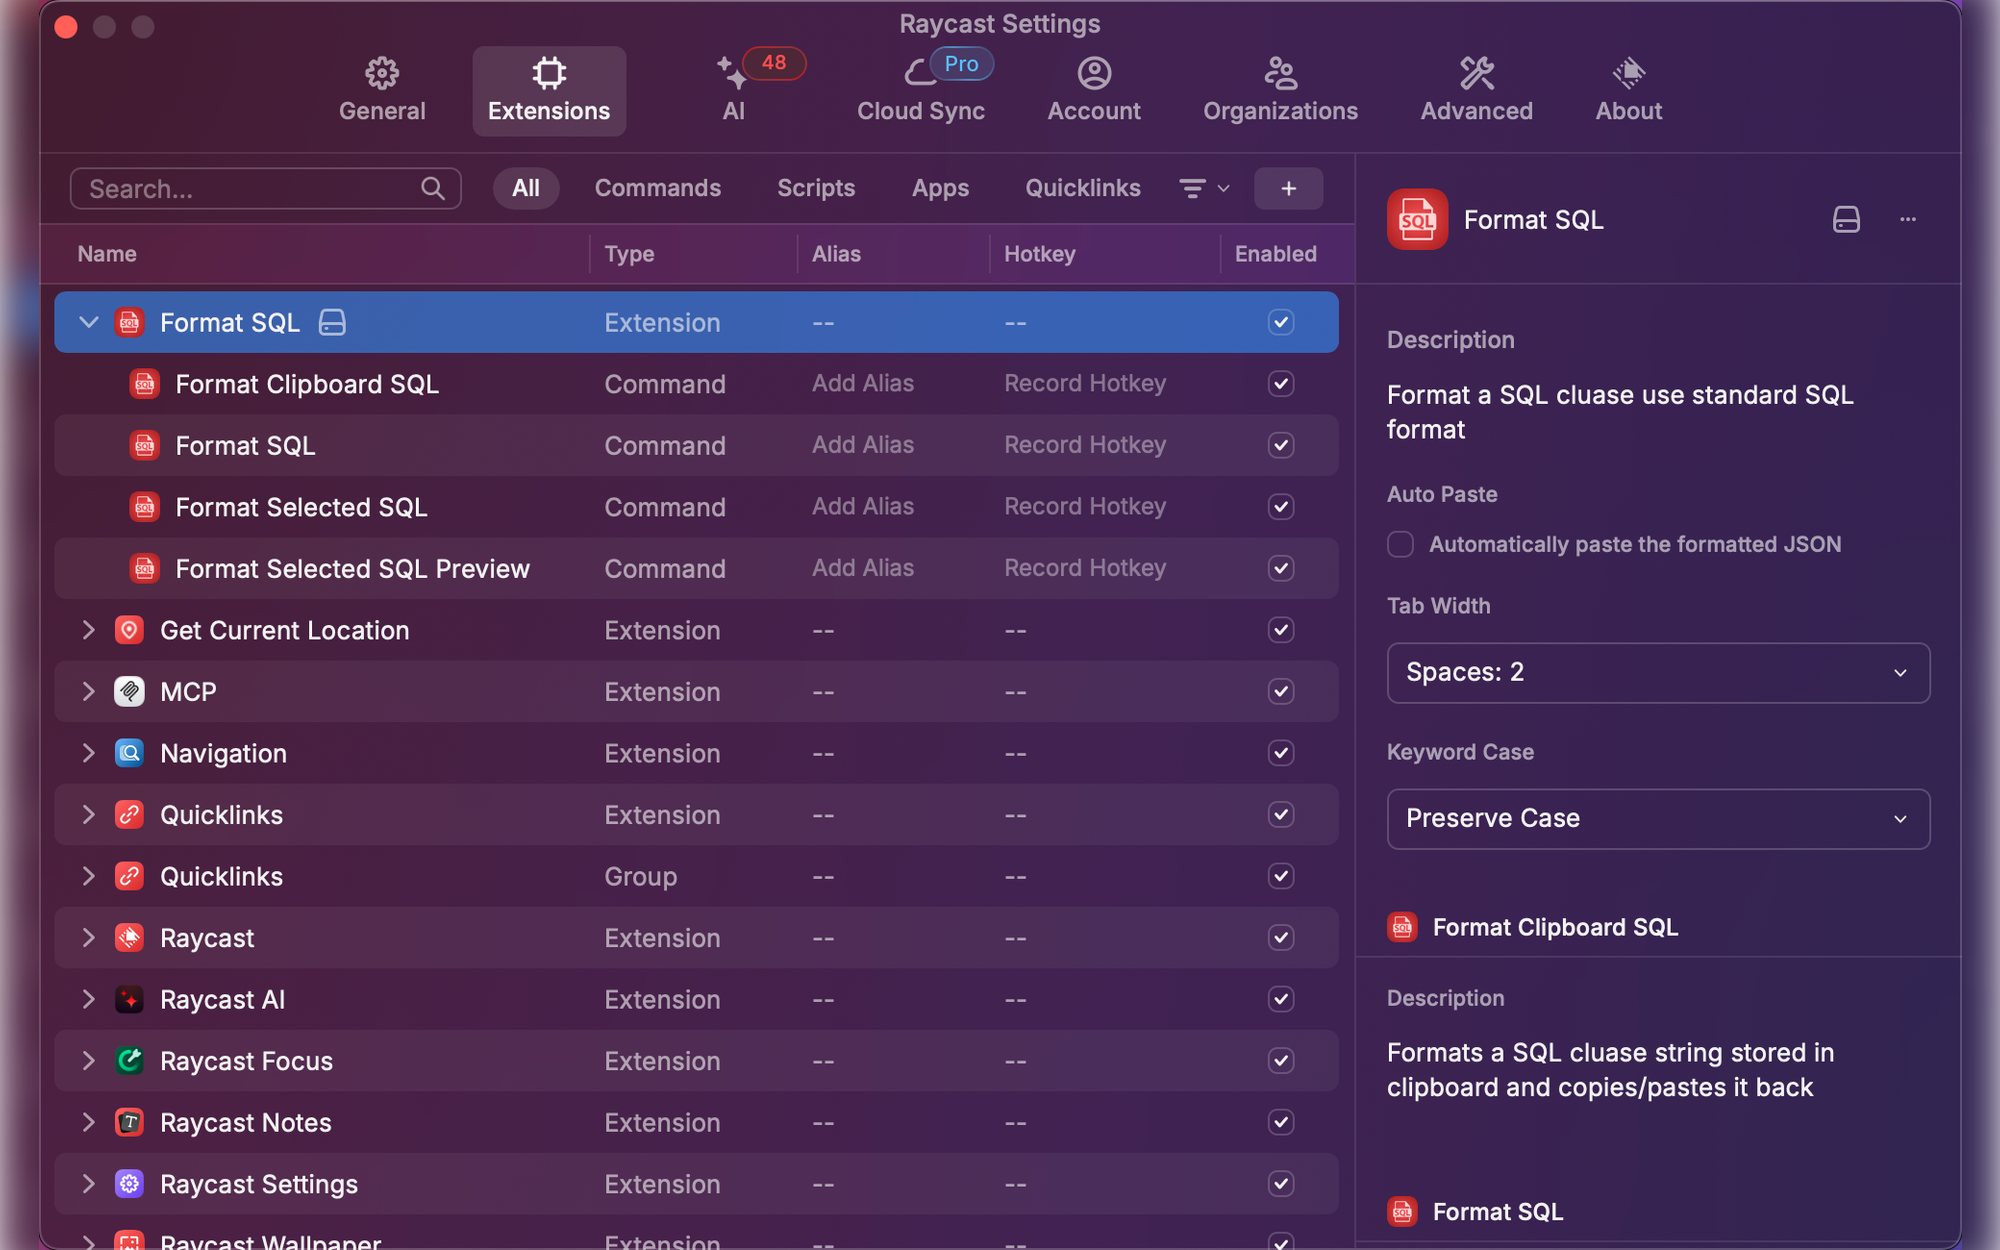 Raycast Settings
General
Extensions
48
AI
Pro
Cloud Sync
Account
Organizations
Advanced
About
Search...
All
Commands
Scripts
Apps
Quicklinks
+
Name Type Alias Hotkey Enabled
Format SQL Extension -- --
Format Clipboard SQL Command Add Alias Record Hotkey
Format SQL Command Add Alias Record Hotkey
Format Selected SQL Command Add Alias Record Hotkey
Format Selected SQL Preview Command Add Alias Record Hotkey
Get Current Location Extension -- --
MCP Extension -- --
Navigation Extension -- --
Quicklinks Extension -- --
Quicklinks Group -- --
Raycast Extension -- --
Raycast AI Extension -- --
Raycast Focus Extension -- --
Raycast Notes Extension -- --
Raycast Settings Extension -- --
Raycast Wallpaper Extension -- --
SQL
Format SQL
Description
Format a SQL cluase use standard SQL
format
Auto Paste
Automatically paste the formatted JSON
Tab Width
Spaces: 2
Keyword Case
Preserve Case
Format Clipboard SQL
Description
Formats a SQL cluase string stored in
clipboard and copies/pastes it back
Format SQL